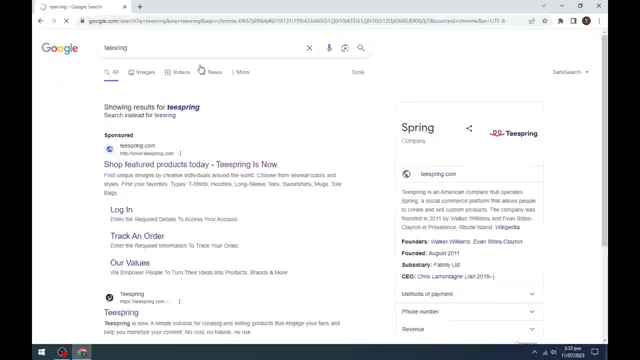 teesring - Google Search
google.com/search?q=teesring&oq=teesring&aqs=chrome
Google
teesring
All
Images
Videos
News
More
Tools
SafeSearch
Showing results for teespring
Search instead for teesring
Sponsored
teespring.com
http://www.teespring.com
Shop featured products today - Teespring Is Now
Find unique designs by creative individuals around the world. Choose from several colors and
styles. Find your favorites. Types: T-Shirts, Hoodies, Long-Sleeve Tees, Sweatshirts, Mugs, Tote
Bags.
Log In
Enter the Required Details To Access Your Account.
Track An Order
Enter the Required Information To Track Your Order.
Our Values
We Empower People To Turn Their Ideas Into Products, Brands & More
Teespring
https://teespring.com
Teespring
Teespring is now. A simple solution for creating and selling products that engage your fans and
help you monetize your content. No cost, no hassle, no risk.
Spring
Company
Teespring
teespring.com
Teespring is an American company that operates
Spring, a social commerce platform that allows people
to create and sell custom products. The company was
founded in 2011 by Walker Williams and Evan Stites-
Clayton in Providence, Rhode Island. Wikipedia
Founders: Walker Williams, Evan Stites-Clayton
Founded: August 2011
Subsidiary: Fabrily Ltd
CEO: Chris Lamontagne (Jan 2019–)
Methods of payment
Phone number
Revenue
11/07/2023